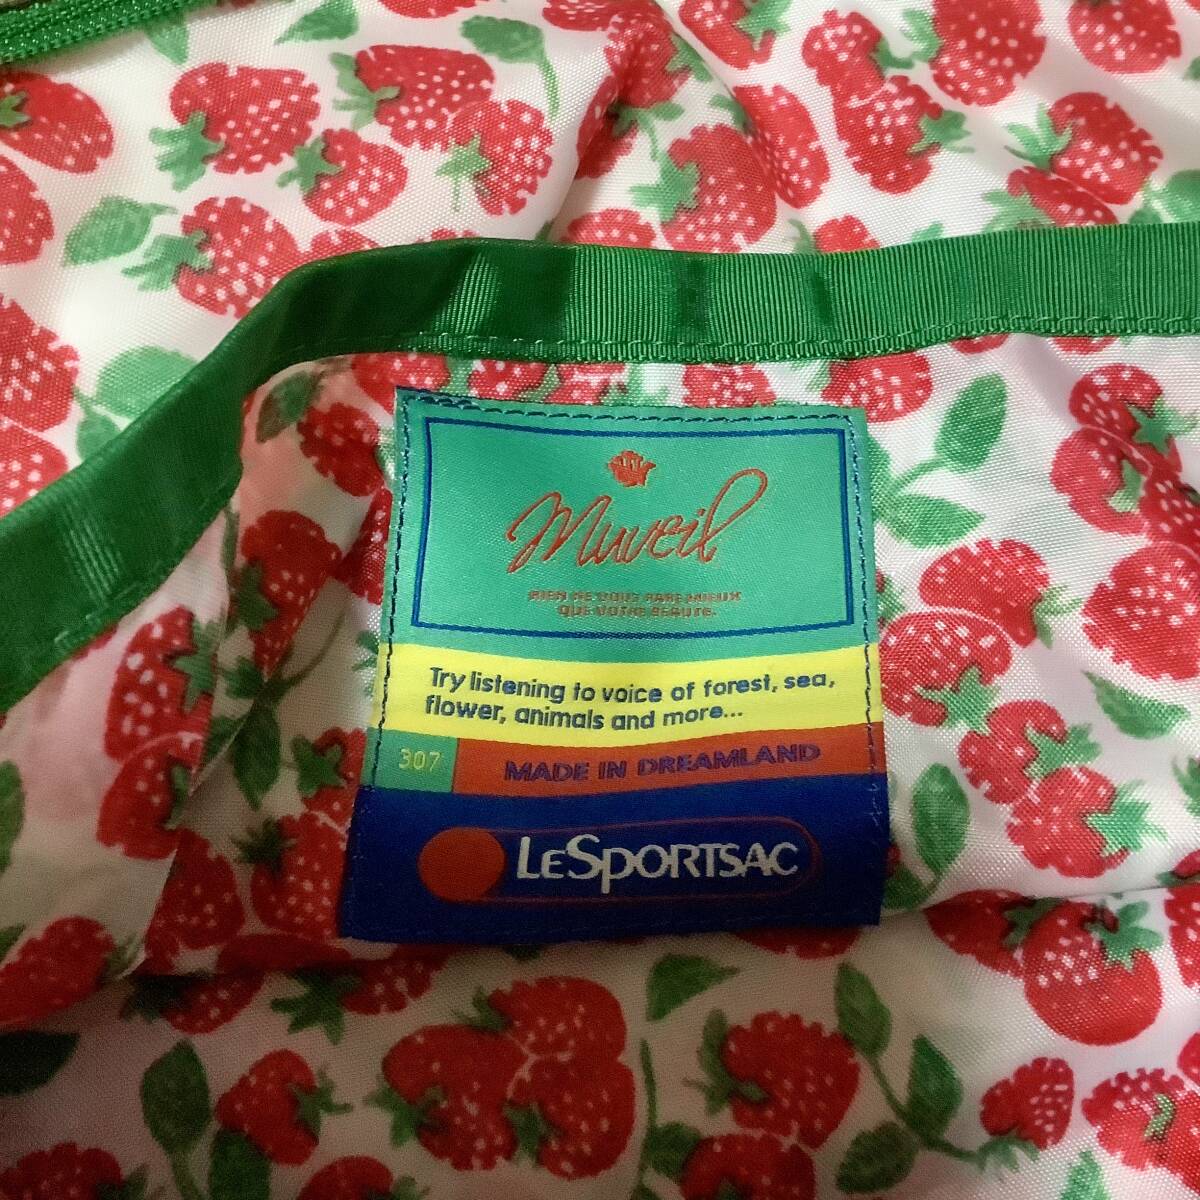 Muveil
RIEN NE VOUS PARE MIEUX
QUE VOTRE BEAUTE.
Try listening to voice of forest, sea,
flower, animals and more...
307 MADE IN DREAMLAND
LESPORTSAC